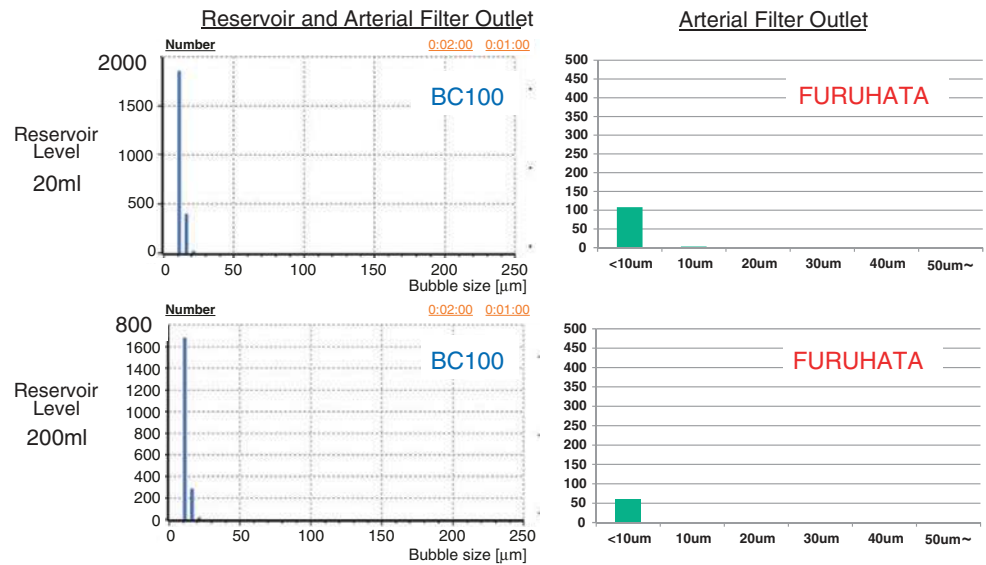 Reservoir and Arterial Filter Outlet
Arterial Filter Outlet
Number
0:02:00 0:01:00
2000
1500
1000
500
0
BC100
Reservoir
Level
20ml
0 50 100 150 200 250
Bubble size [μm]
500
450
400
350
300
250
200
150
100
50
0
FURUHATA
<10um 10um 20um 30um 40um 50um~
Number
0:02:00 0:01:00
800
1600
1400
1200
1000
800
600
400
200
0
BC100
Reservoir
Level
200ml
0 50 100 150 200 250
Bubble size [μm]
500
450
400
350
300
250
200
150
100
50
0
FURUHATA
<10um 10um 20um 30um 40um 50um~